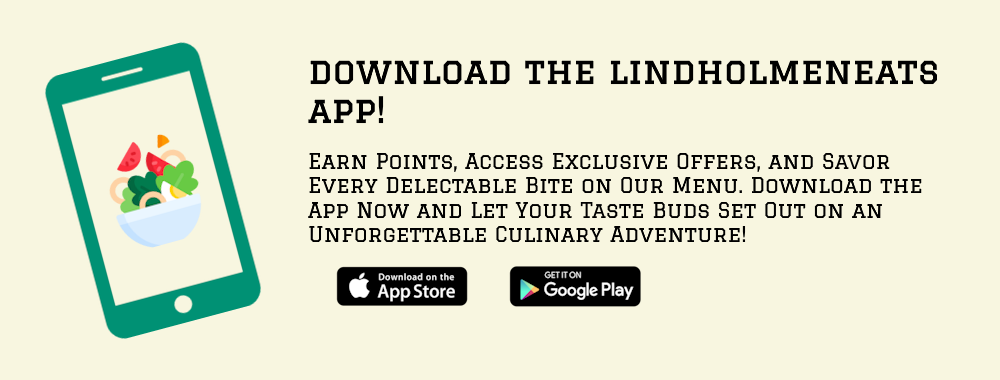 DOWNLOAD THE LINDHOLMENEATS
APP!
Earn Points, Access Exclusive Offers, and Savor
Every Delectable Bite on Our Menu. Download the
App Now and Let Your Taste Buds Set Out on an
Unforgettable Culinary Adventure!
Download on the
App Store
GET IT ON
Google Play